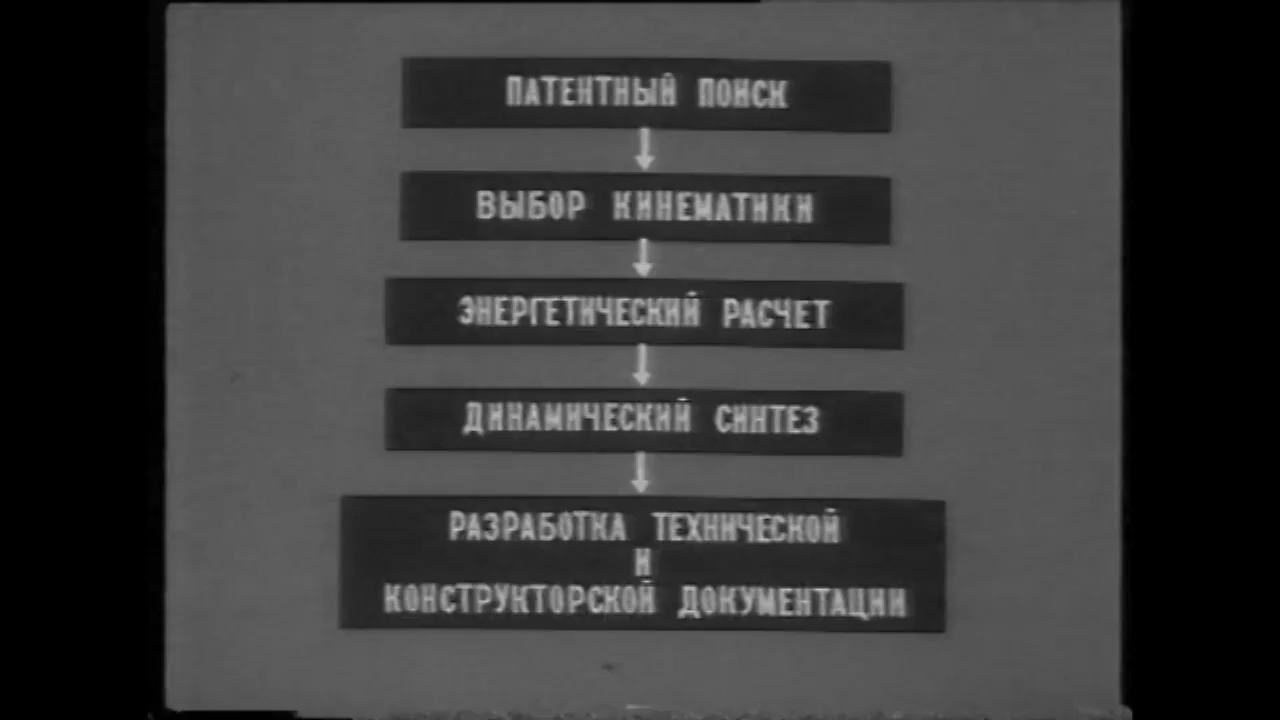 ПАТЕНТНЫЙ ПОИСК
ВЫБОР КИНЕМАТИКИ
ЭНЕРГЕТИЧЕСКИЙ РАСЧЕТ
ДИНАМИЧЕСКИЙ СИНТЕЗ
РАЗРАБОТКА ТЕХНИЧЕСКОЙ
И
КОНСТРУКТОРСКОЙ ДОКУМЕНТАЦИИ